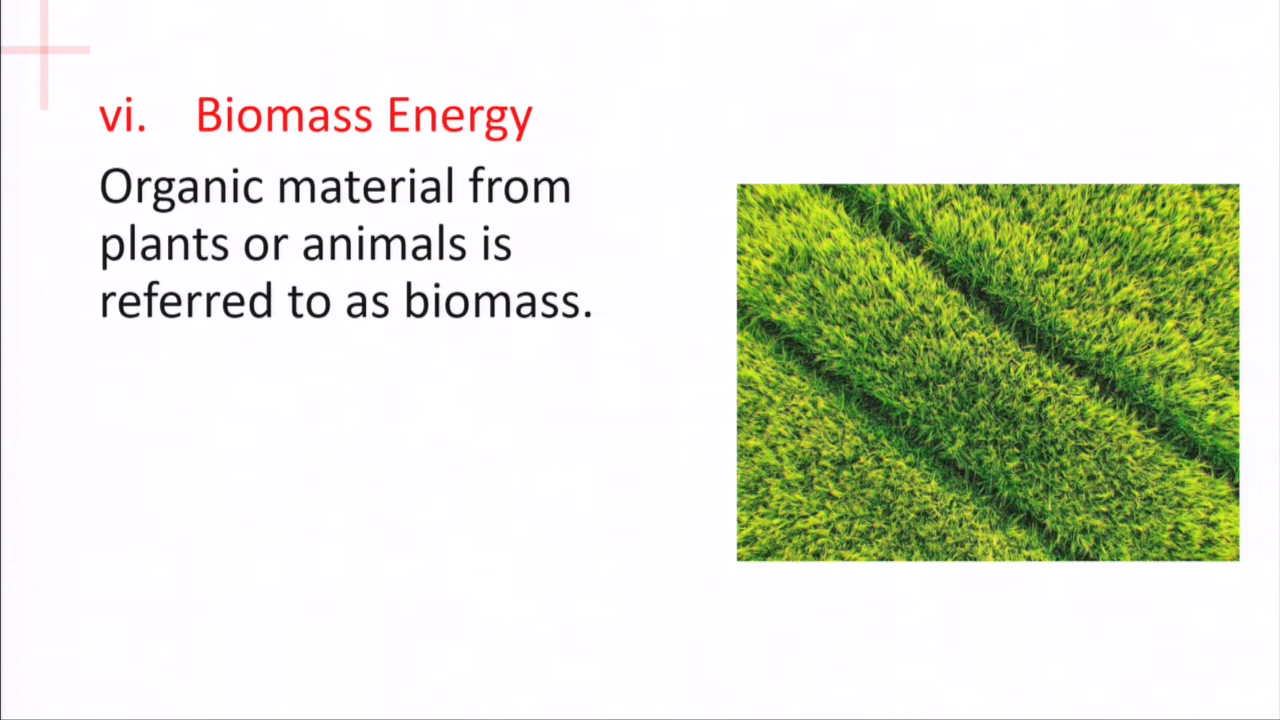 vi. Biomass Energy
Organic material from
plants or animals is
referred to as biomass.